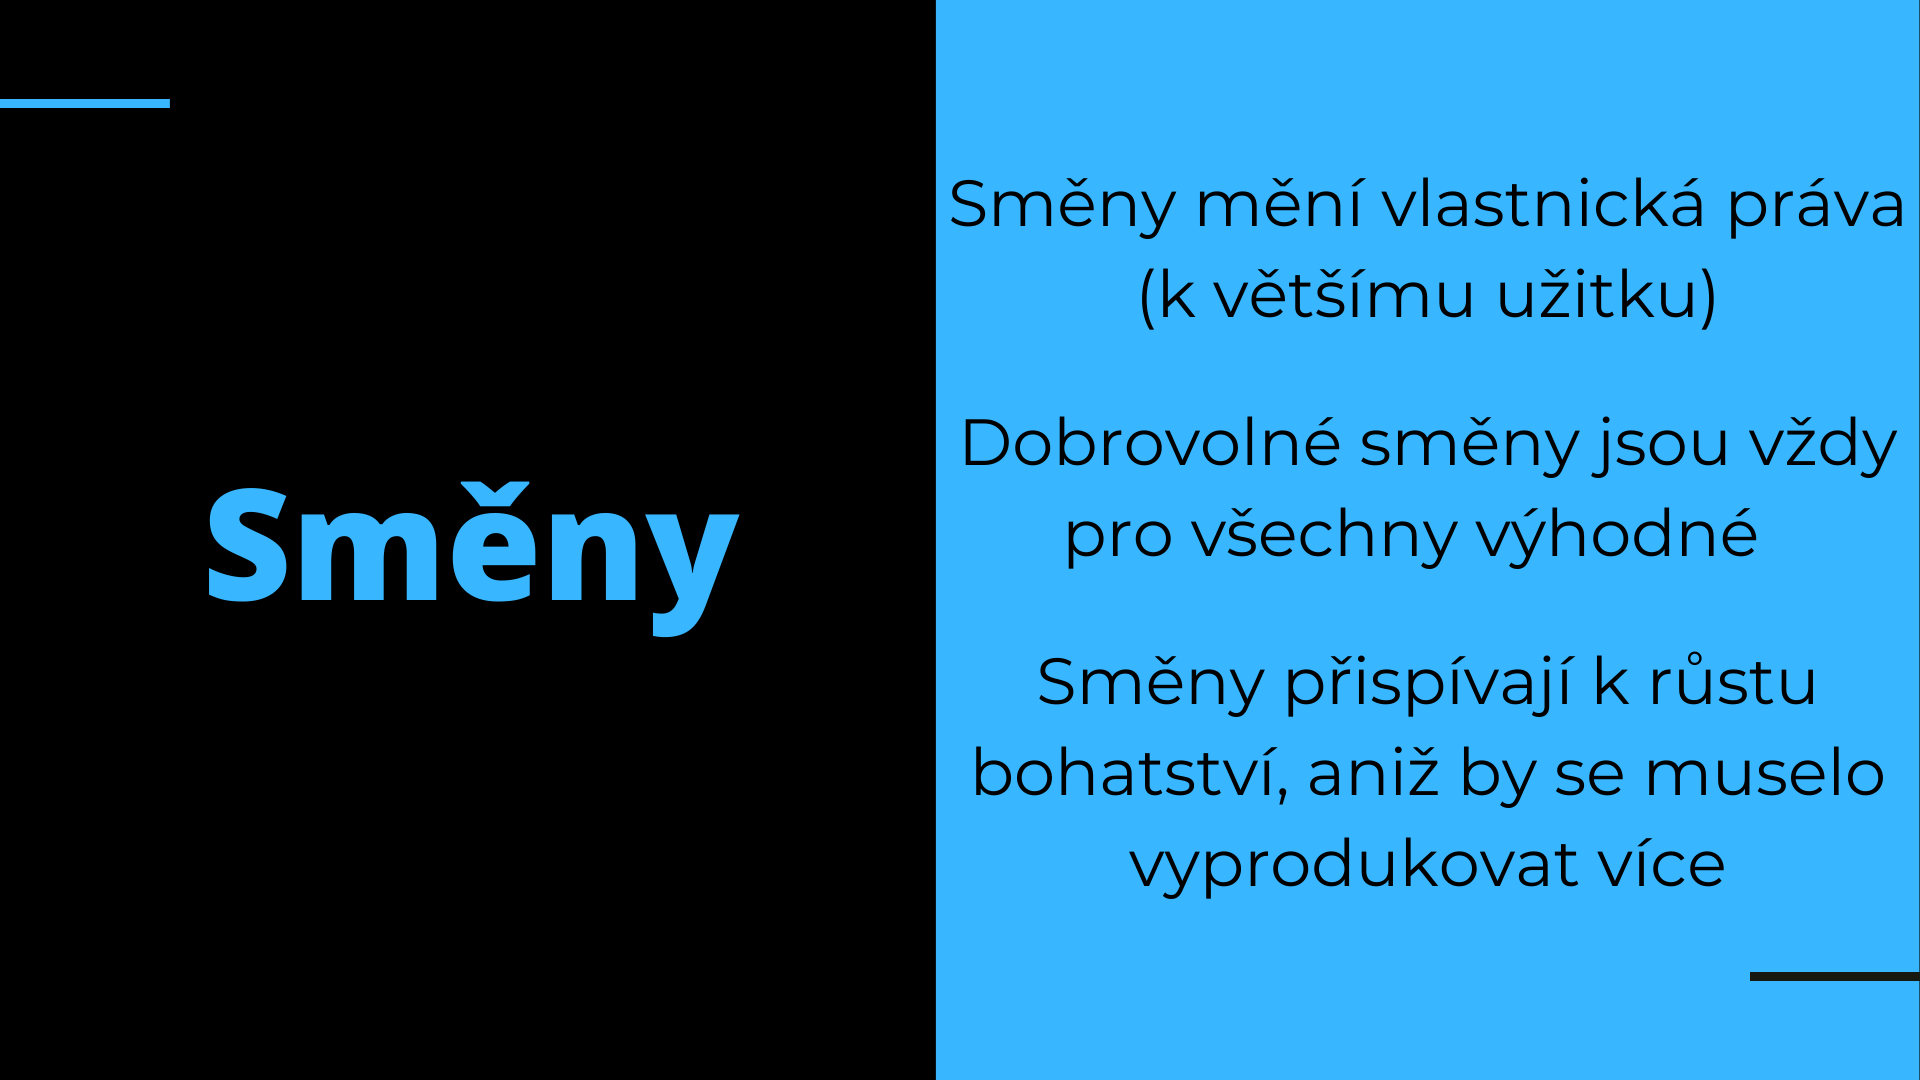 Směny
Směny mění vlastnická práva
(k většímu užitku)
Dobrovolné směny jsou vždy
pro všechny výhodné
Směny přispívají k růstu
bohatství, aniž by se muselo
vyprodukovat více